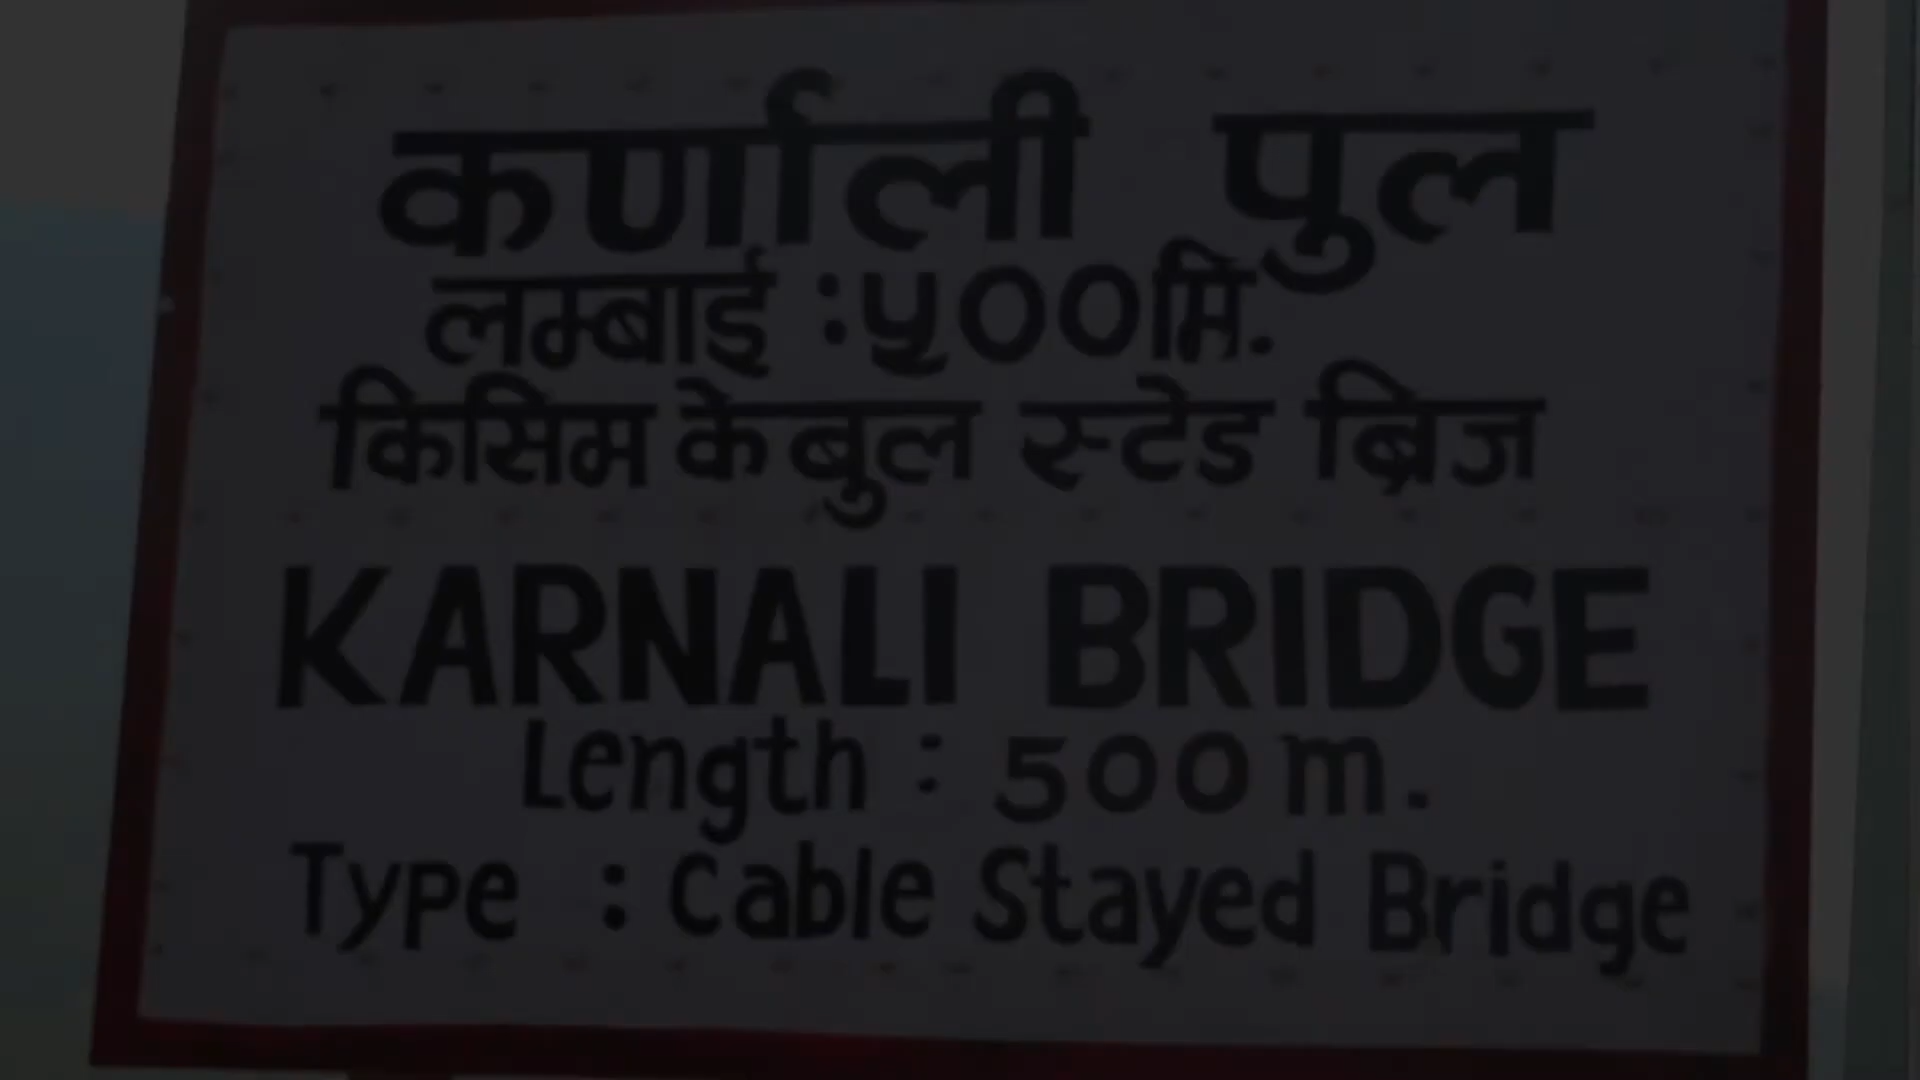 कर्णाली पुल
लम्बाई :५००मि.
किसिम केबुल स्टेड ब्रिज
KARNALI BRIDGE
Length : 500 m.
Type : Cable Stayed Bridge